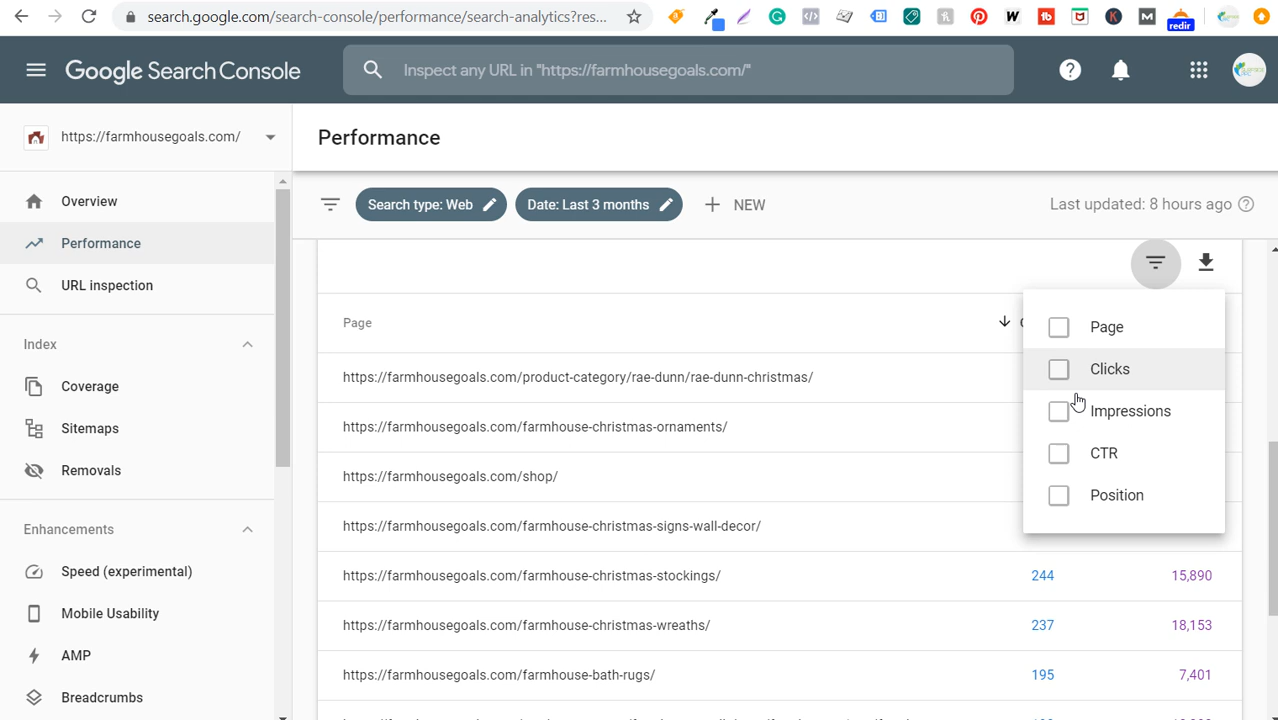 search.google.com/search-console/performance/search-analytics?res...
redir
Google Search Console
Inspect any URL in "https://farmhousegoals.com/"
https://farmhousegoals.com/
Performance
Overview
Performance
URL inspection
Index
Coverage
Sitemaps
Removals
Enhancements
Speed (experimental)
Mobile Usability
AMP
Breadcrumbs
Search type: Web
Date: Last 3 months
NEW
Last updated: 8 hours ago
Page
https://farmhousegoals.com/product-category/rae-dunn/rae-dunn-christmas/
https://farmhousegoals.com/farmhouse-christmas-ornaments/
https://farmhousegoals.com/shop/
https://farmhousegoals.com/farmhouse-christmas-signs-wall-decor/
https://farmhousegoals.com/farmhouse-christmas-stockings/ 244 15,890
https://farmhousegoals.com/farmhouse-christmas-wreaths/ 237 18,153
https://farmhousegoals.com/farmhouse-bath-rugs/ 195 7,401
Page
Clicks
Impressions
CTR
Position